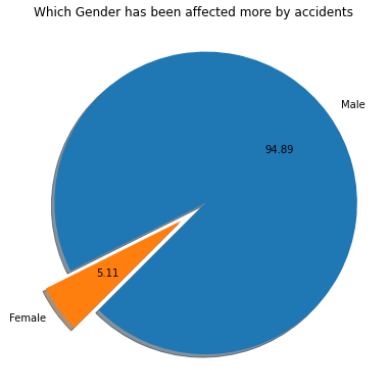 Which Gender has been affected more by accidents
Male
94.89
5.11
Female